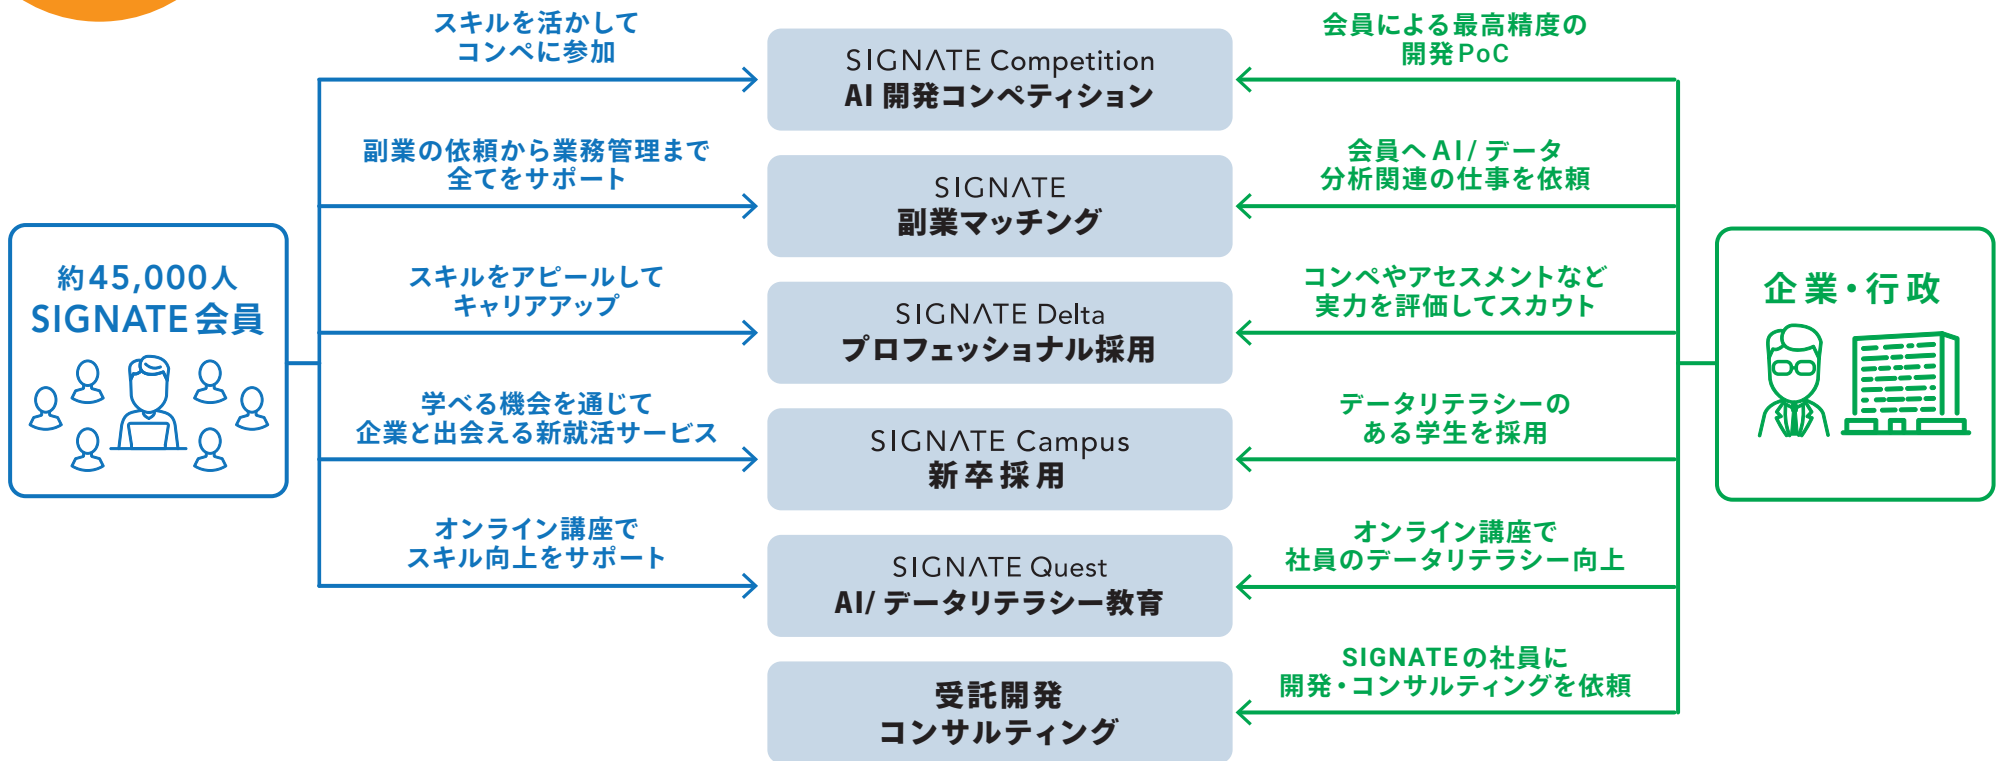 スキルを活かして
コンペに参加
SIGNATE Competition
AI 開発コンペティション
会員による最高精度の
開発 PoC
副業の依頼から業務管理まで
全てをサポート
SIGNATE
副業マッチング
会員へ AI/ データ
分析関連の仕事を依頼
約45,000人
SIGNATE 会員
スキルをアピールして
キャリアアップ
SIGNATE Delta
プロフェッショナル採用
コンペやアセスメントなど
実力を評価してスカウト
企業・行政
学べる機会を通じて
企業と出会える新就活サービス
SIGNATE Campus
新卒採用
データリテラシーの
ある学生を採用
オンライン講座で
スキル向上をサポート
SIGNATE Quest
AI/ データリテラシー教育
オンライン講座で
社員のデータリテラシー向上
受託開発
コンサルティング
SIGNATEの社員に
開発・コンサルティングを依頼